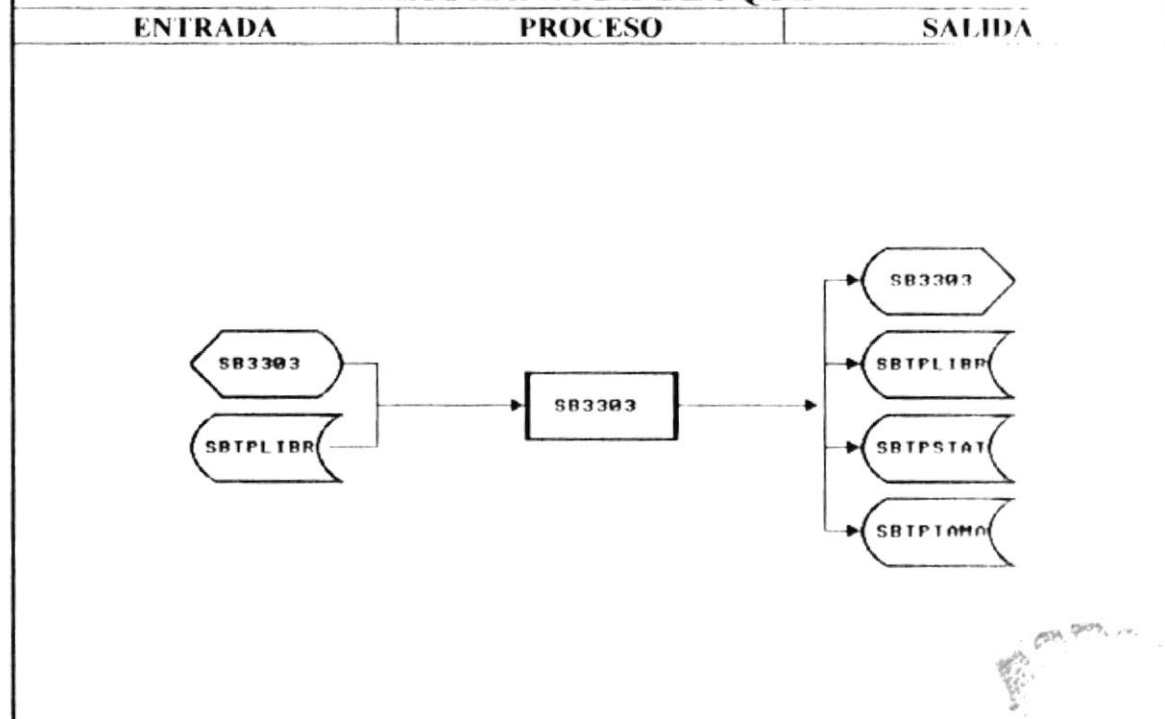 ENTRADA PROCESO SALIDA
SB3303
SB3303
SBTPLIBR
SB3303
SBTPLIBR
SBTPSTAT